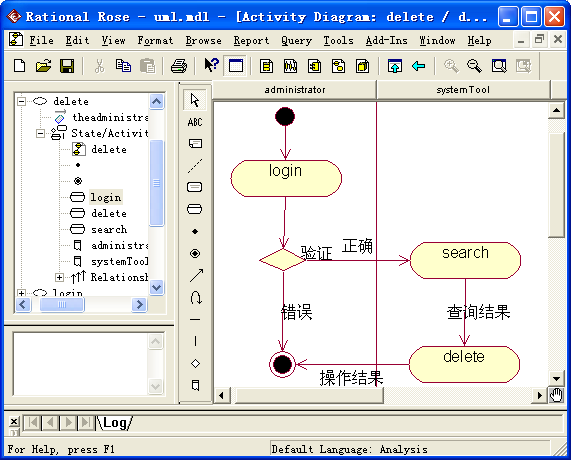 Rational Rose - uml.mdl - [Activity Diagram: delete / d...
File Edit View Format Browse Report Query Tools Add-Ins Window Help
administrator
systemTool
delete
theadministra
State/Activit
delete
login
delete
search
administra
systemTool
Relationsh
login
ABC
login
验证
正确
search
错误
查询结果
delete
操作结果
Log
For Help, press F1
Default Language: Analysis